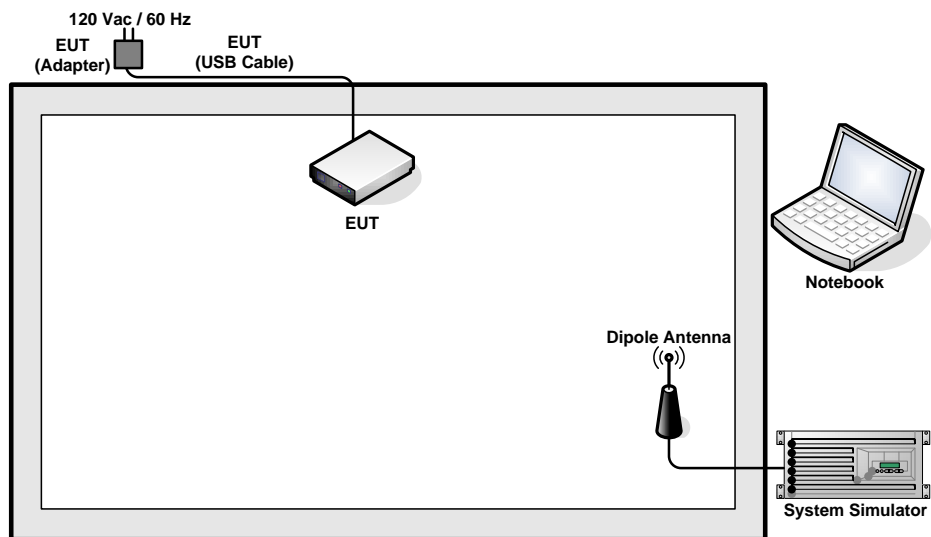 120 Vac / 60 Hz
EUT
(Adapter)
EUT
(USB Cable)
EUT
Notebook
Dipole Antenna
System Simulator